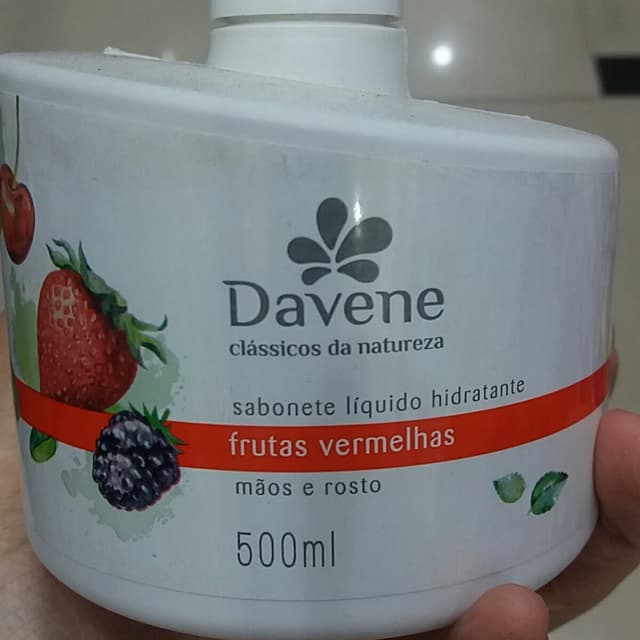 Davene
clássicos da natureza
sabonete líquido hidratante
frutas vermelhas
mãos e rosto
500ml